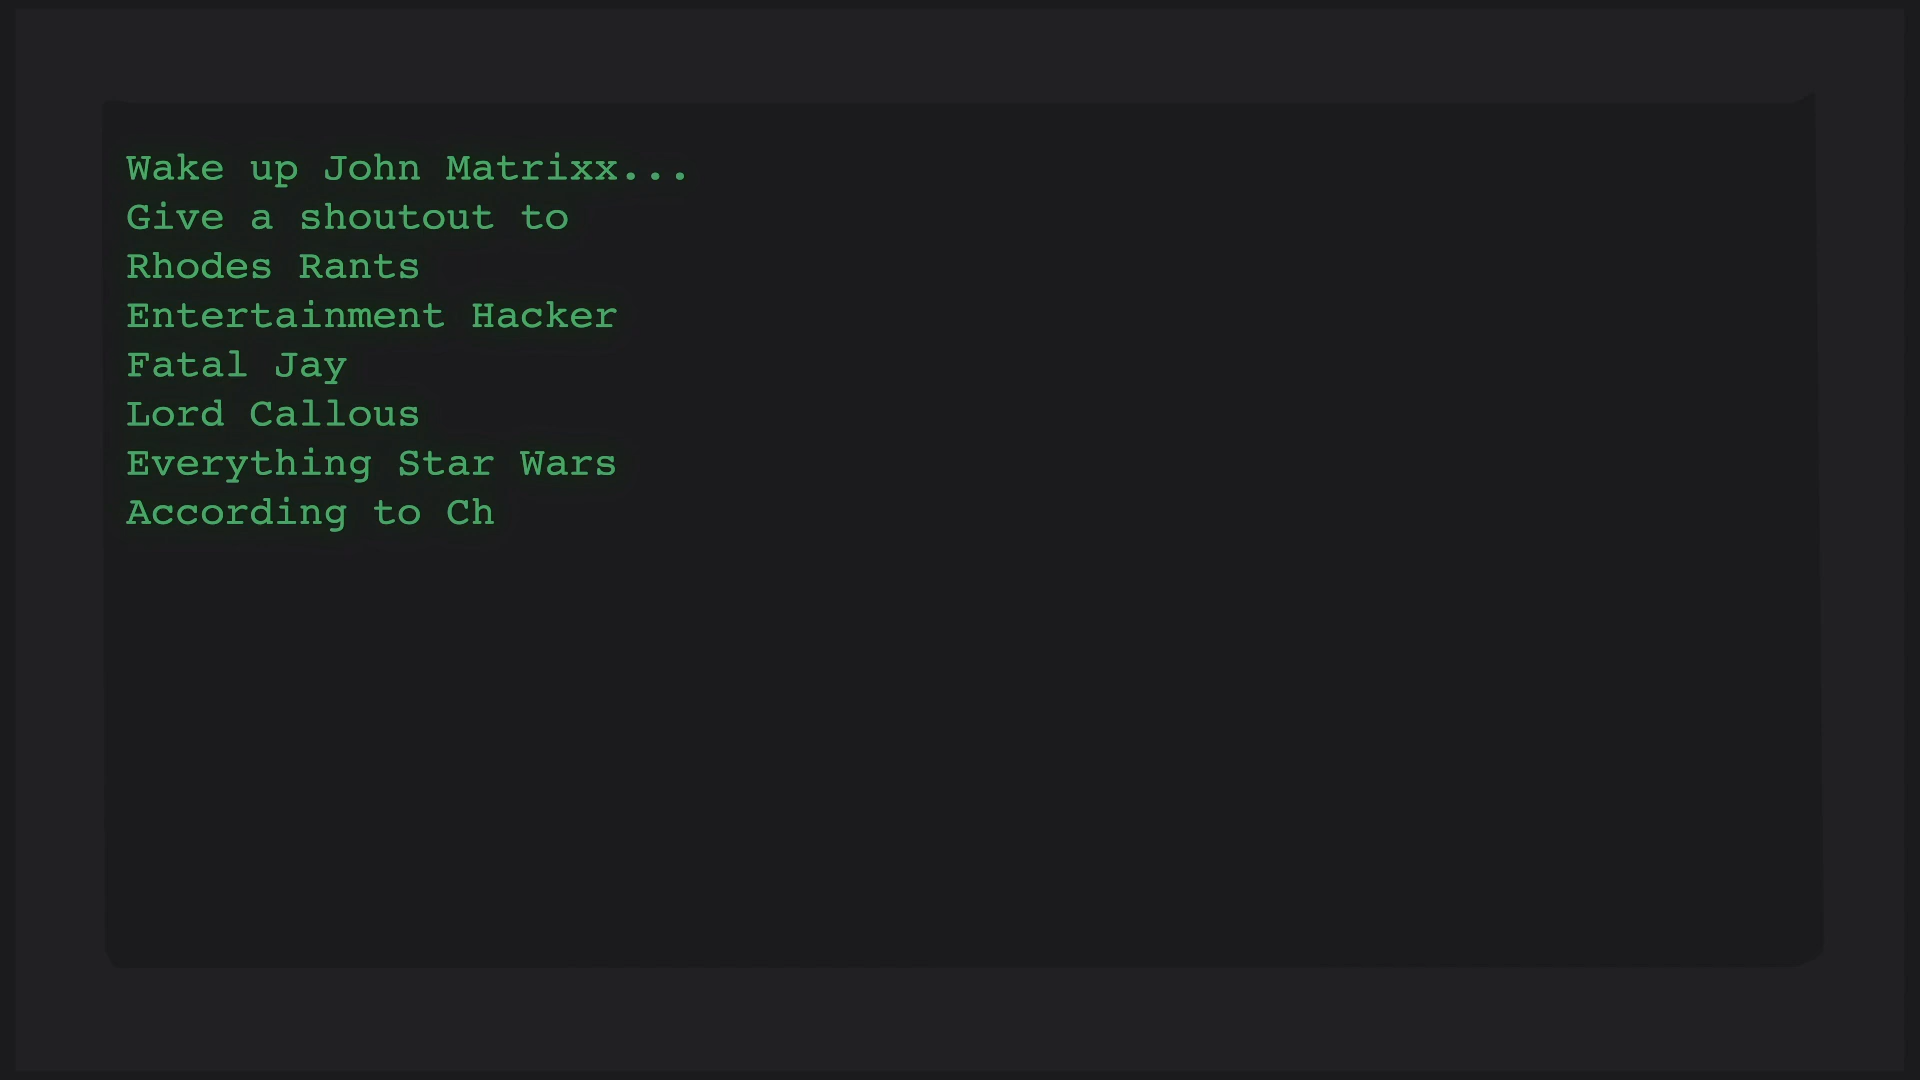 Wake up John Matrixx...
Give a shoutout to
Rhodes Rants
Entertainment Hacker
Fatal Jay
Lord Callous
Everything Star Wars
According to Ch